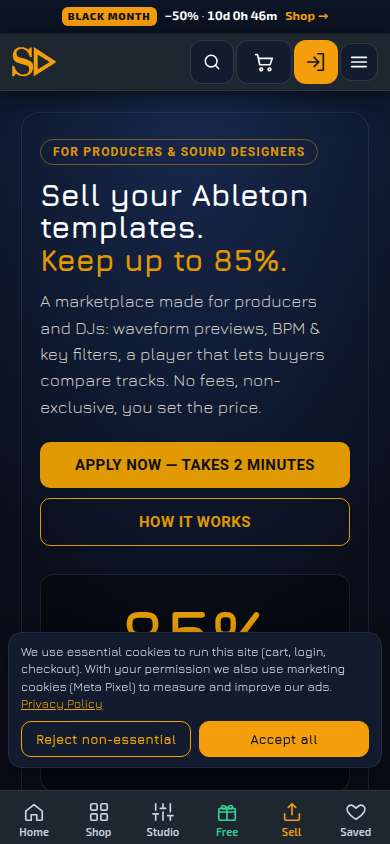 BLACK MONTH −50% · 10d 0h 46m Shop →
S
FOR PRODUCERS & SOUND DESIGNERS
Sell your Ableton
templates.
Keep up to 85%.
A marketplace made for producers
and DJs: waveform previews, BPM &
key filters, a player that lets buyers
compare tracks. No fees, non-
exclusive, you set the price.
APPLY NOW — TAKES 2 MINUTES
HOW IT WORKS
85%
We use essential cookies to run this site (cart, login,
checkout). With your permission we also use marketing
cookies (Meta Pixel) to measure and improve our ads.
Privacy Policy
Reject non-essential Accept all
Home Shop Studio Free Sell Saved